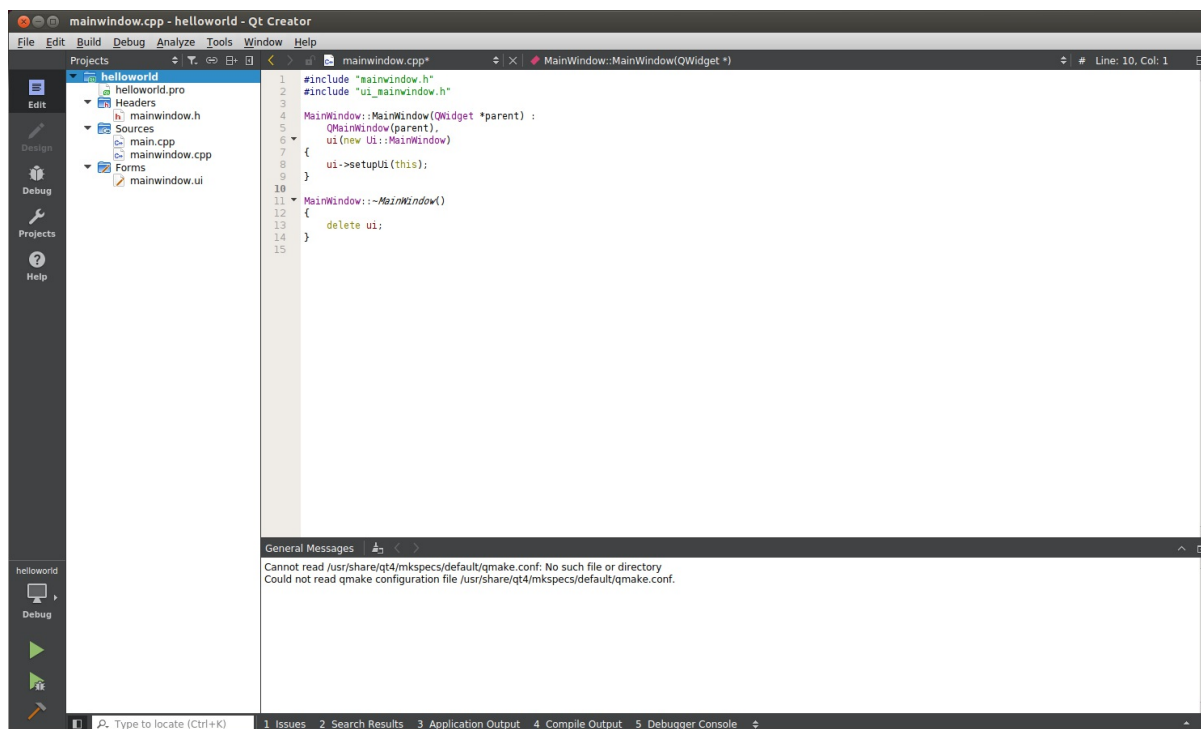 mainwindow.cpp - helloworld - Qt Creator
File Edit Build Debug Analyze Tools Window Help
Projects
mainwindow.cpp*
MainWindow::MainWindow(QWidget *)
# Line: 10, Col: 1
Edit
Design
Debug
Projects
Help
helloworld
helloworld.pro
Headers
mainwindow.h
Sources
main.cpp
mainwindow.cpp
Forms
mainwindow.ui
1 #include "mainwindow.h"
2 #include "ui_mainwindow.h"
3
4 MainWindow::MainWindow(QWidget *parent) :
5 QMainWindow(parent),
6 ui(new Ui::MainWindow)
7 {
8 ui->setupUi(this);
9 }
10
11 MainWindow::~MainWindow()
12 {
13 delete ui;
14 }
15
General Messages
Cannot read /usr/share/qt4/mkspecs/default/qmake.conf: No such file or directory
Could not read qmake configuration file /usr/share/qt4/mkspecs/default/qmake.conf.
helloworld
Debug
Type to locate (Ctrl+K)
1 Issues 2 Search Results 3 Application Output 4 Compile Output 5 Debugger Console